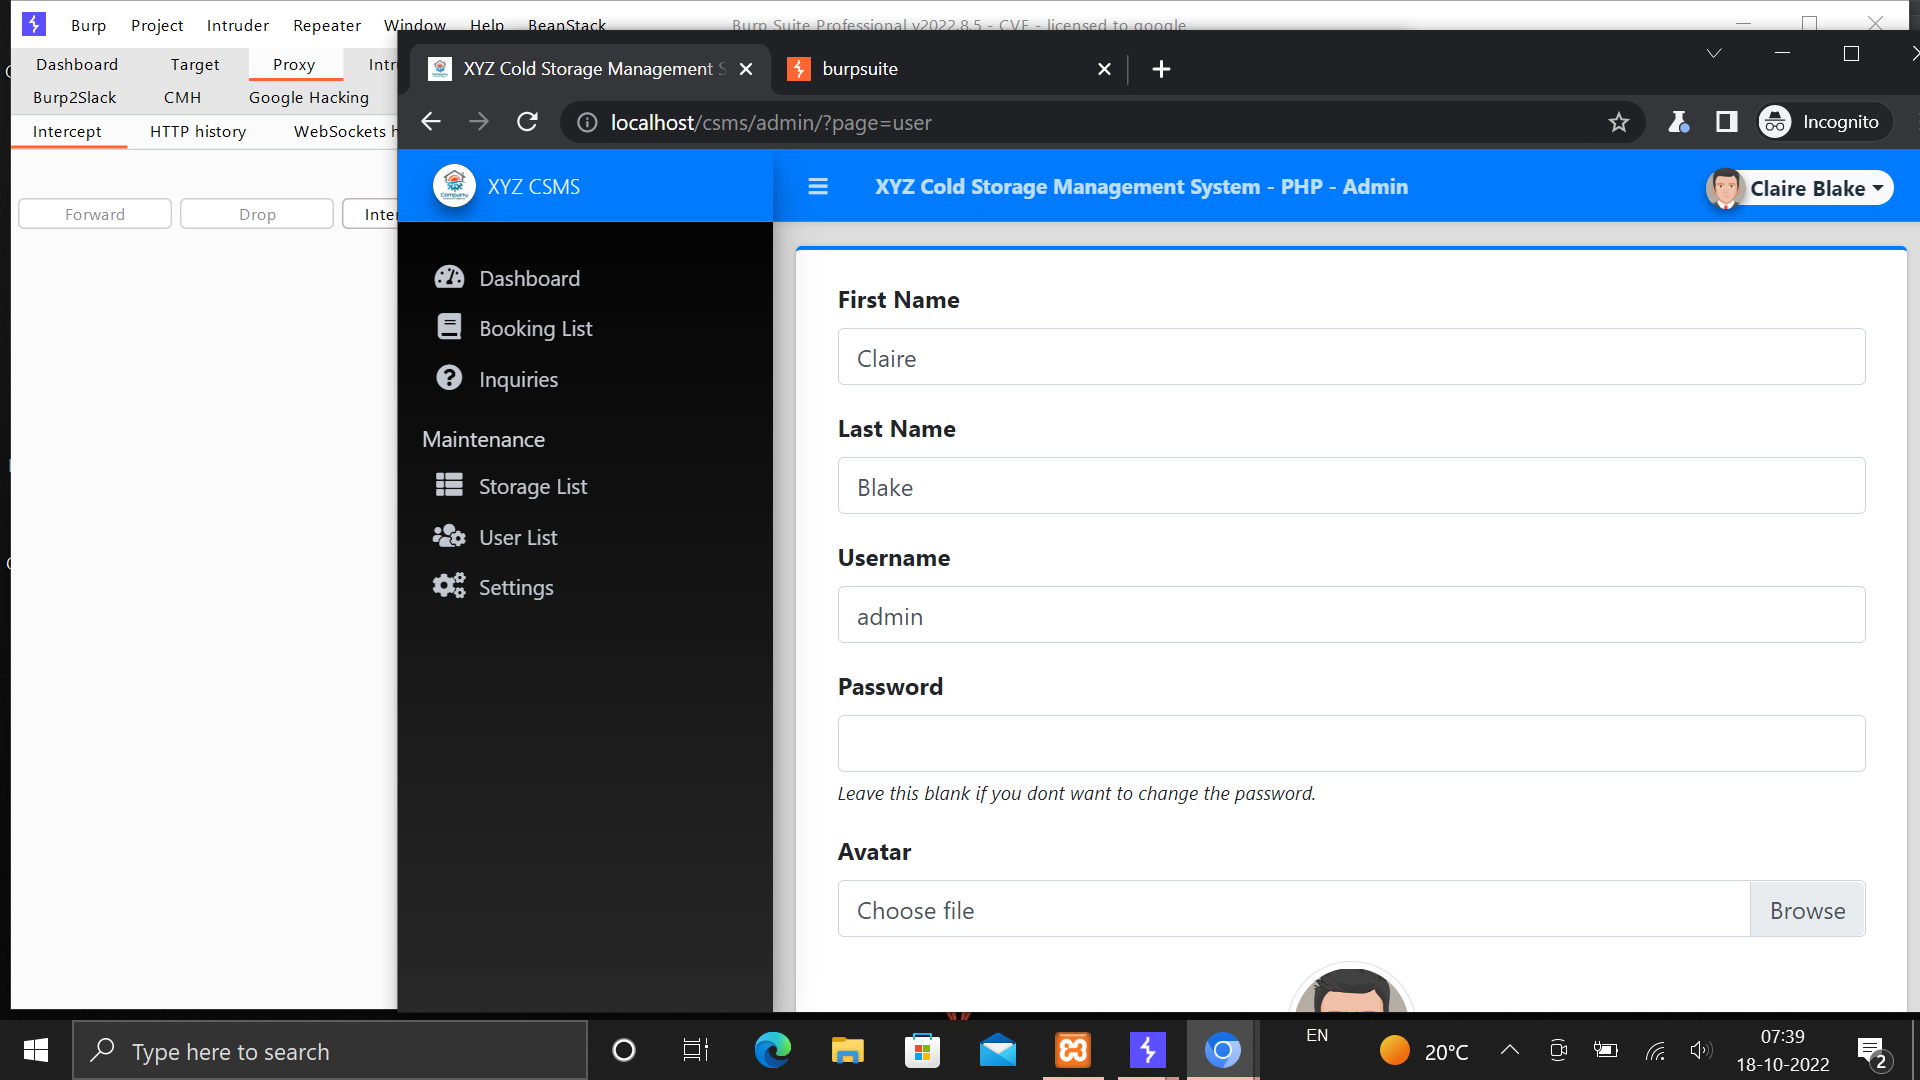 Burp Project Intruder Repeater Window Help BeanStack Burp Suite Professional v2022.8.5 - CVE - licensed to google
Dashboard Target Proxy Intr
Burp2Slack CMH Google Hacking
Intercept HTTP history WebSockets h
Forward Drop Inter
XYZ Cold Storage Management S burpsuite
localhost/csms/admin/?page=user Incognito
XYZ CSMS
XYZ Cold Storage Management System - PHP - Admin
Claire Blake
Dashboard
Booking List
Inquiries
Maintenance
Storage List
User List
Settings
First Name
Claire
Last Name
Blake
Username
admin
Password
Leave this blank if you dont want to change the password.
Avatar
Choose file Browse
Type here to search
EN
20°C
07:39
18-10-2022
2